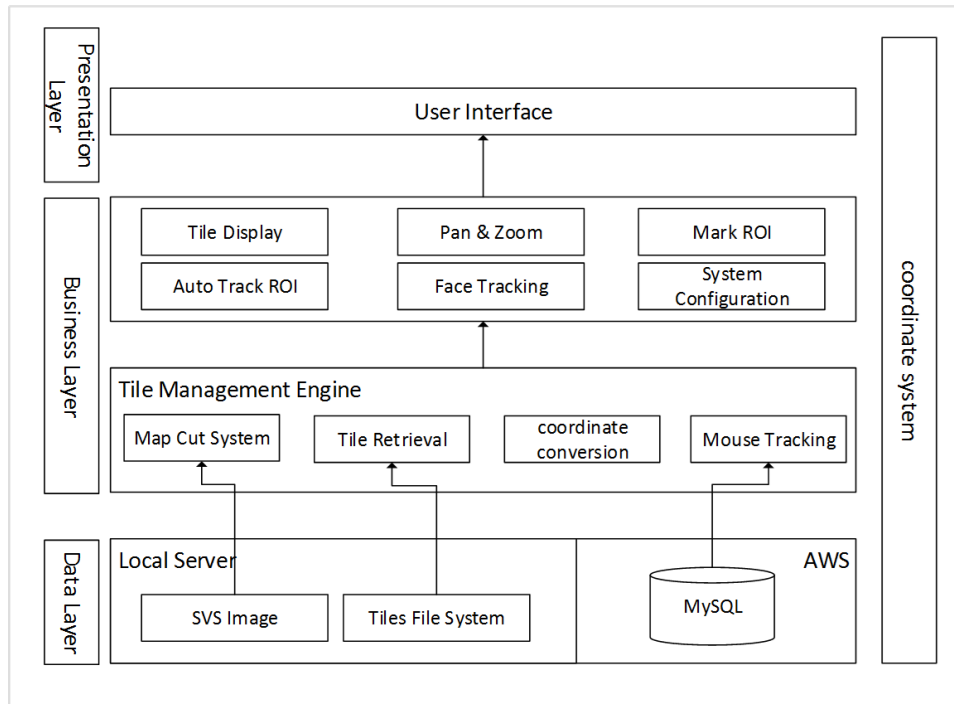 Presentation
Layer
User Interface
Business Layer
Tile Display
Pan & Zoom
Mark ROI
Auto Track ROI
Face Tracking
System
Configuration
Tile Management Engine
Map Cut System
Tile Retrieval
coordinate
conversion
Mouse Tracking
Data Layer
Local Server
SVS Image
Tiles File System
AWS
MySQL
coordinate system